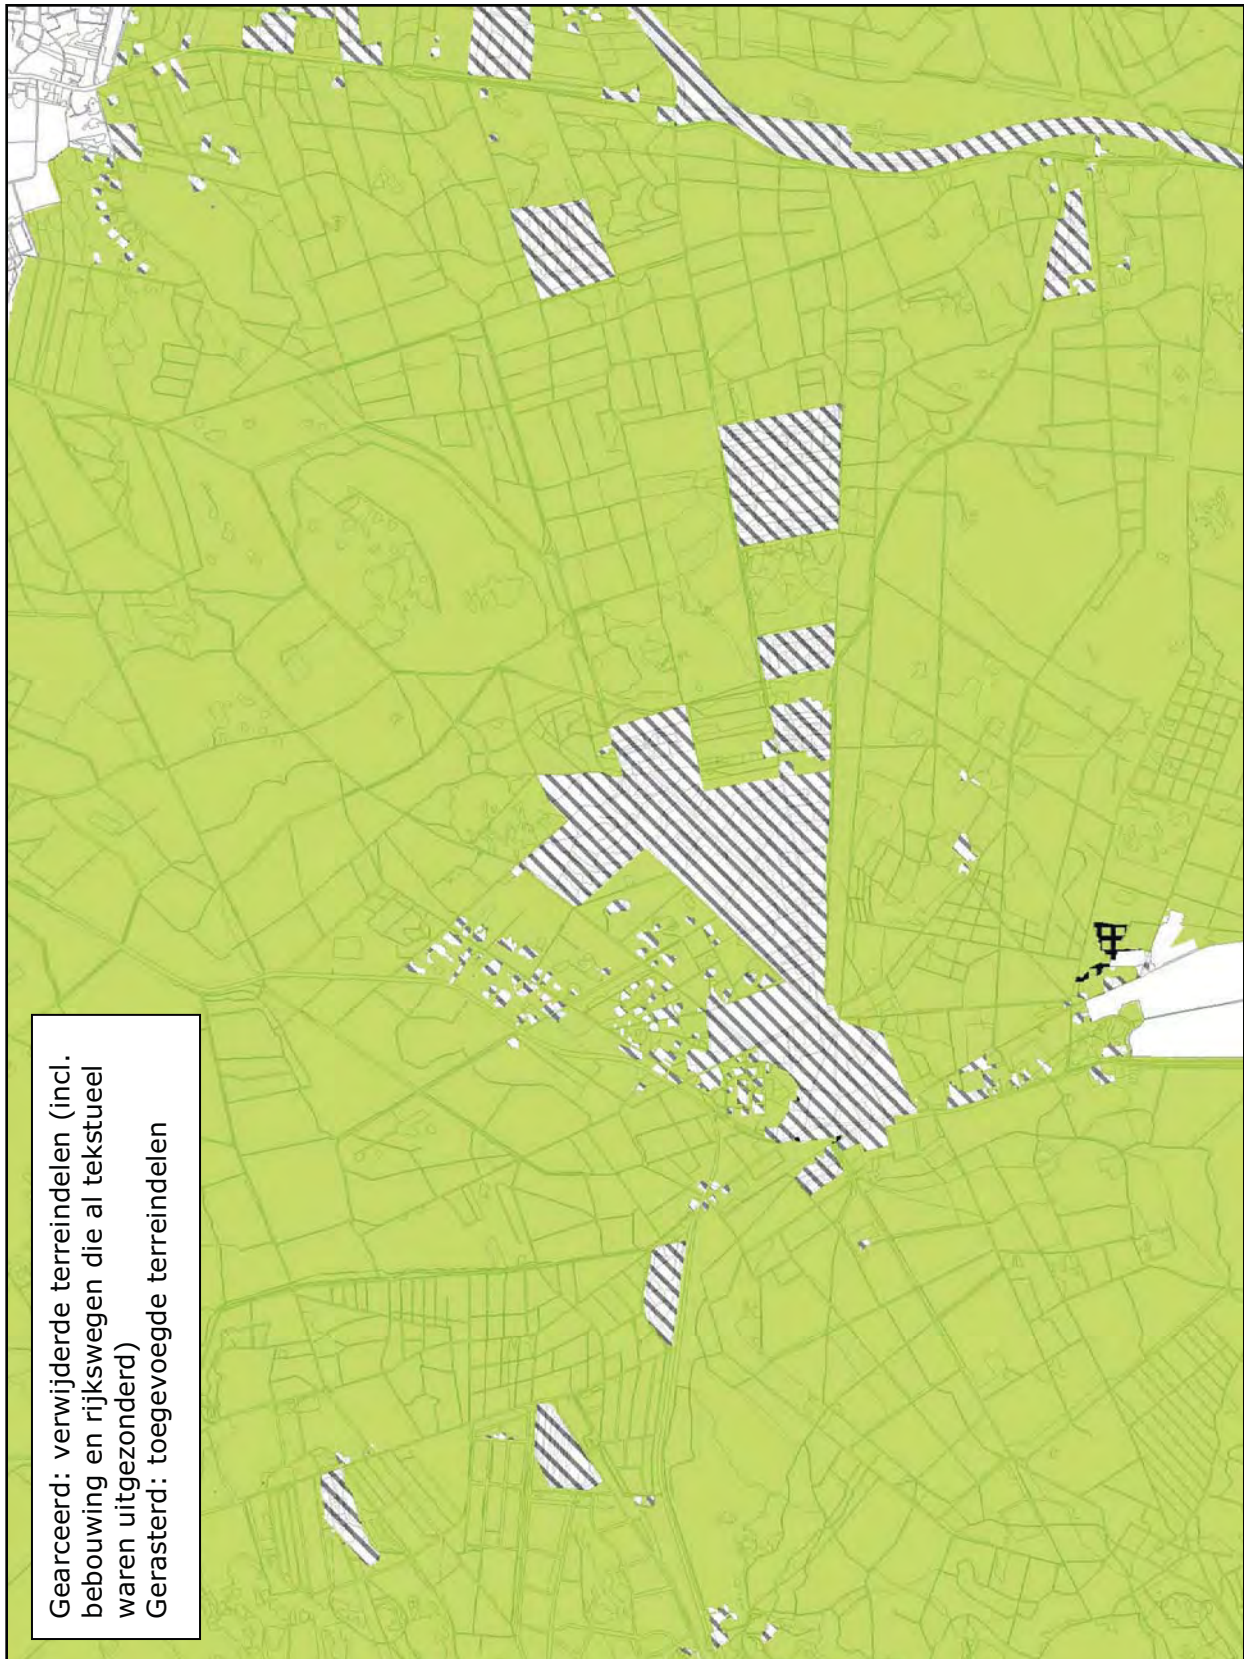 Gearceerd: verwijderde terreindelen (incl.
bebouwing en rijkswegen die al tekstueel
waren uitgezonderd)
Gerasterd: toegevoegde terreindelen